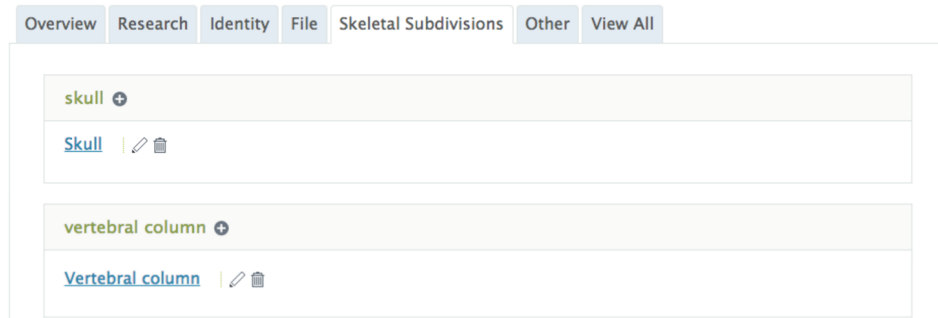 Overview Research Identity File Skeletal Subdivisions Other View All
skull
Skull
vertebral column
Vertebral column